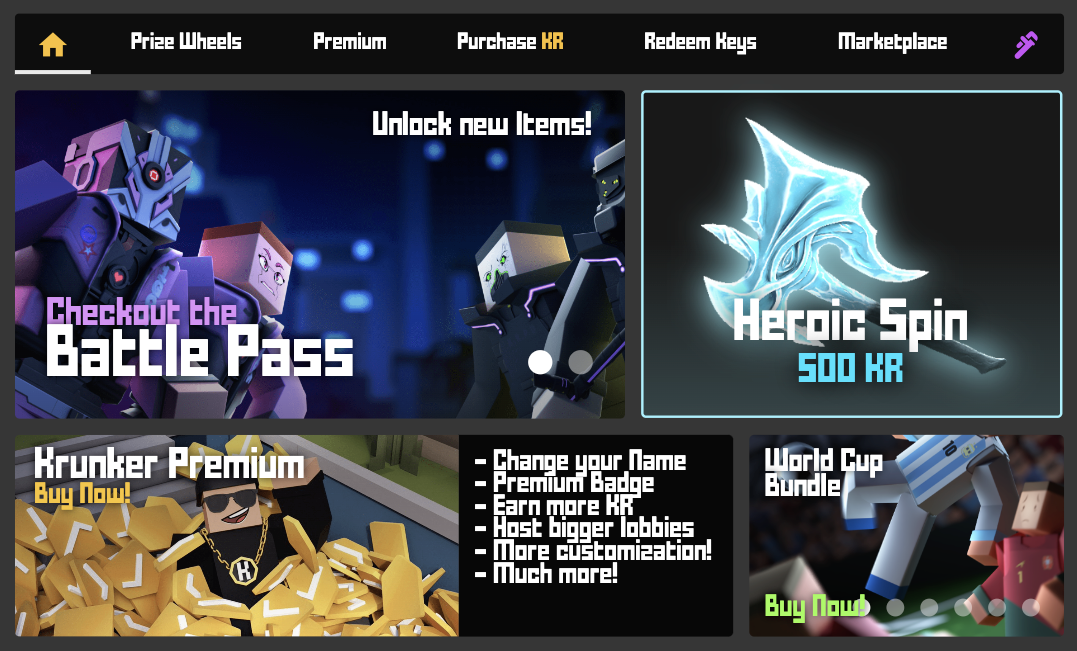 Prize Wheels
Premium
Purchase KR
Redeem Keys
Marketplace
Unlock new Items!
Checkout the
Battle Pass
Heroic Spin
500 KR
Krunker Premium
Buy Now!
K
- Change your Name
- Premium Badge
- Earn more KR
- Host bigger lobbies
- More customization!
- Much more!
World Cup
Bundle
10
1
Buy Now!